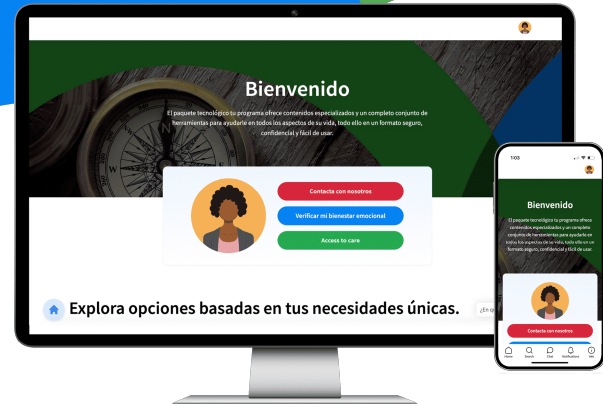 Bienvenido
El paquete tecnológico tu programa ofrece contenidos especializados y un completo conjunto de
herramientas para ayudarle en todos los aspectos de su vida, todo ello en un formato seguro,
confidencial y fácil de usar.
W
Contacta con nosotros
Verificar mi bienestar emocional
Access to care
Explora opciones basadas en tus necesidades únicas.
¿En
1:03
Bienvenido
El paquete tecnológico tu programa ofrece
contenidos especializados y un completo
conjunto de herramientas para ayudarle en
todos los aspectos de su vida, todo ello en un
formato seguro, confidencial y fácil de usar.
Contacta con nosotros
Home
Search
Chat
Notifications
Info